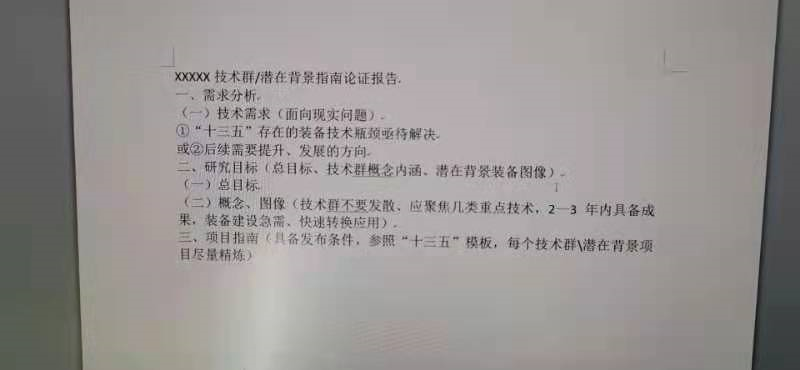 XXXXX 技术群/潜在背景指南论证报告
一、需求分析
（一）技术需求（面向现实问题）
①“十三五”存在的装备技术瓶颈亟待解决
或②后续需要提升、发展的方向
二、研究目标（总目标、技术群概念内涵、潜在背景装备图像）
（一）总目标
（二）概念、图像（技术群不要发散、应聚焦几类重点技术，2—3 年内具备成
果，装备建设急需、快速转换应用）
三、项目指南（具备发布条件，参照“十三五”模板，每个技术群\潜在背景项
目尽量精炼）